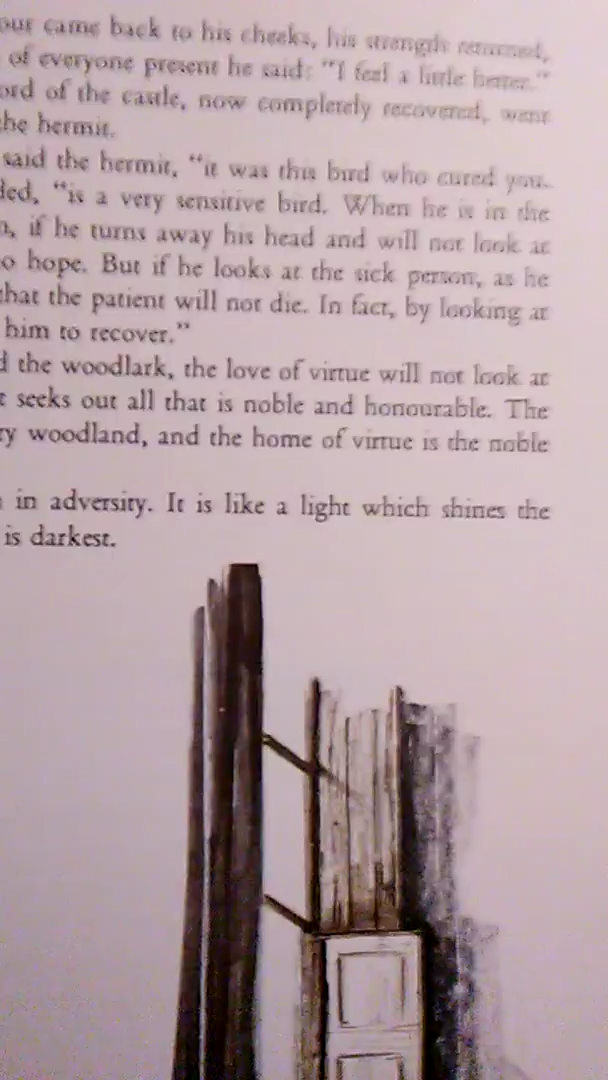 our came back to his cheeks, his strength returned,
of everyone present he said: "I feel a little better."
ord of the castle, now completely recovered, went
the hermit.
said the hermit, "it was this bird who cured you.
ded, "is a very sensitive bird. When he is in the
n, if he turns away his head and will not look at
o hope. But if he looks at the sick person, as he
that the patient will not die. In fact, by looking at
him to recover."
d the woodlark, the love of virtue will not look at
t seeks out all that is noble and honourable. The
ry woodland, and the home of virtue is the noble
in adversity. It is like a light which shines the
is darkest.